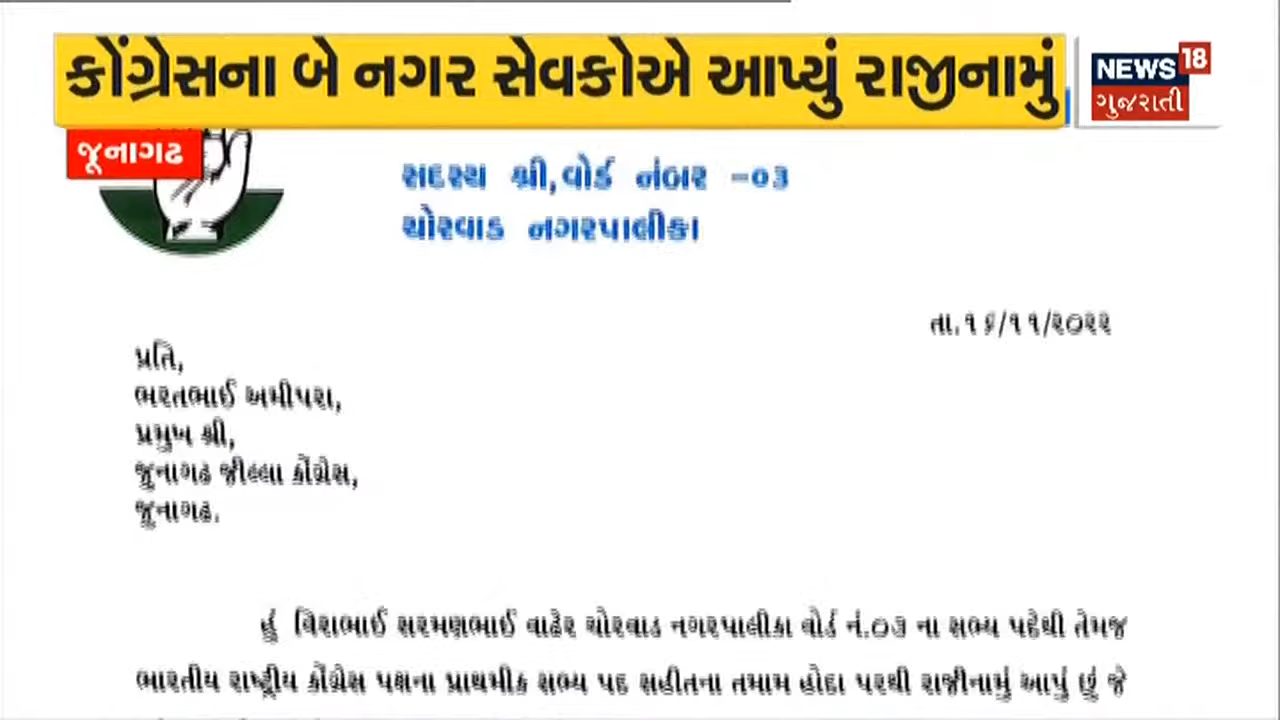 કોંગ્રેસના બે નગર સેવકોએ આપ્યું રાજીનામું
NEWS 18
ગુજરાતી
જૂનાગઢ
સદસ્ય શ્રી,વોર્ડ નંબર -૦૩
ચોરવાડ નગરપાલીકા
તા.૧૬/૧૧/૨૦૨૨
પ્રતિ,
ભરતભાઈ અમીપરા,
પ્રમુખ શ્રી,
જુનાગઢ જીલ્લા કોંગ્રેસ,
જૂનાગઢ.
હું વિરાભાઈ સરમણભાઈ વાઢેર ચોરવાડ નગરપાલીકા વોર્ડ નં.૦૩ ના સભ્ય પદેથી તેમજ
ભારતીય રાષ્ટ્રીય કોંગ્રેસ પક્ષના પ્રાથમીક સભ્ય પદ સહીતના તમામ હોદા પરથી રાજીનામું આપું છું જે